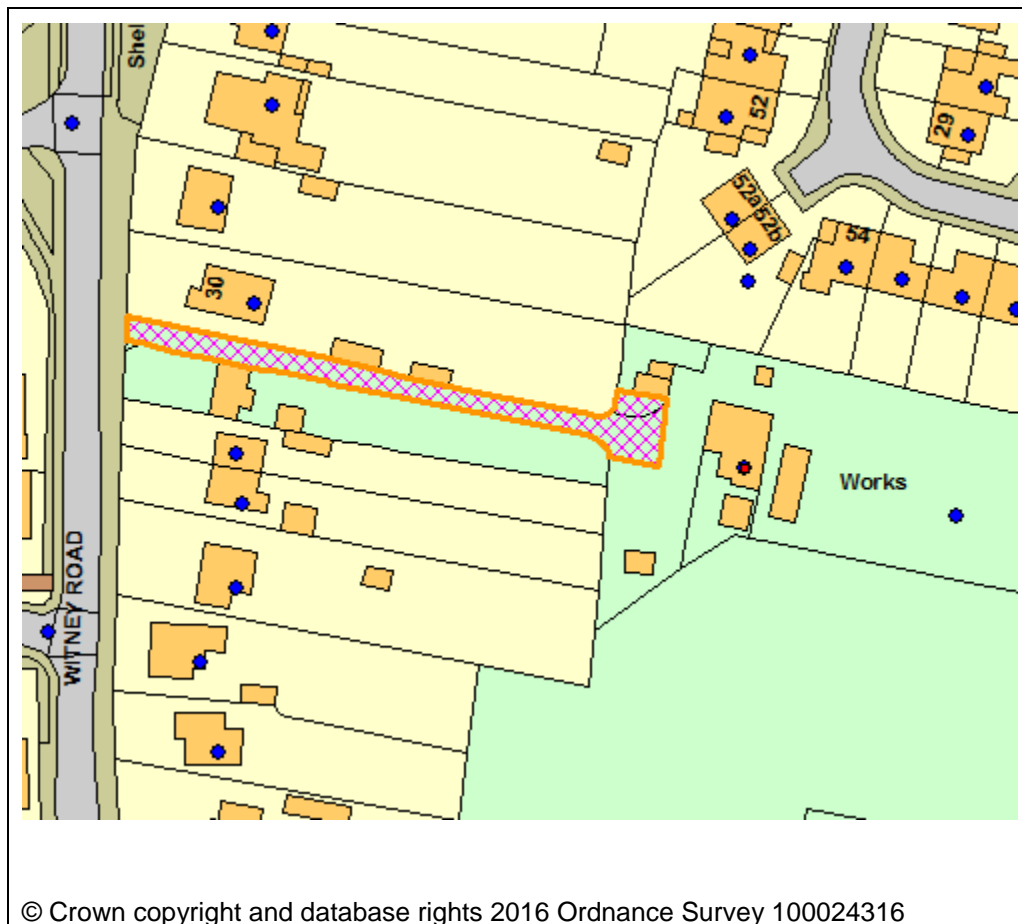 Shel
52
29
52a
52b
54
30
Works
WITNEY ROAD
© Crown copyright and database rights 2016 Ordnance Survey 100024316